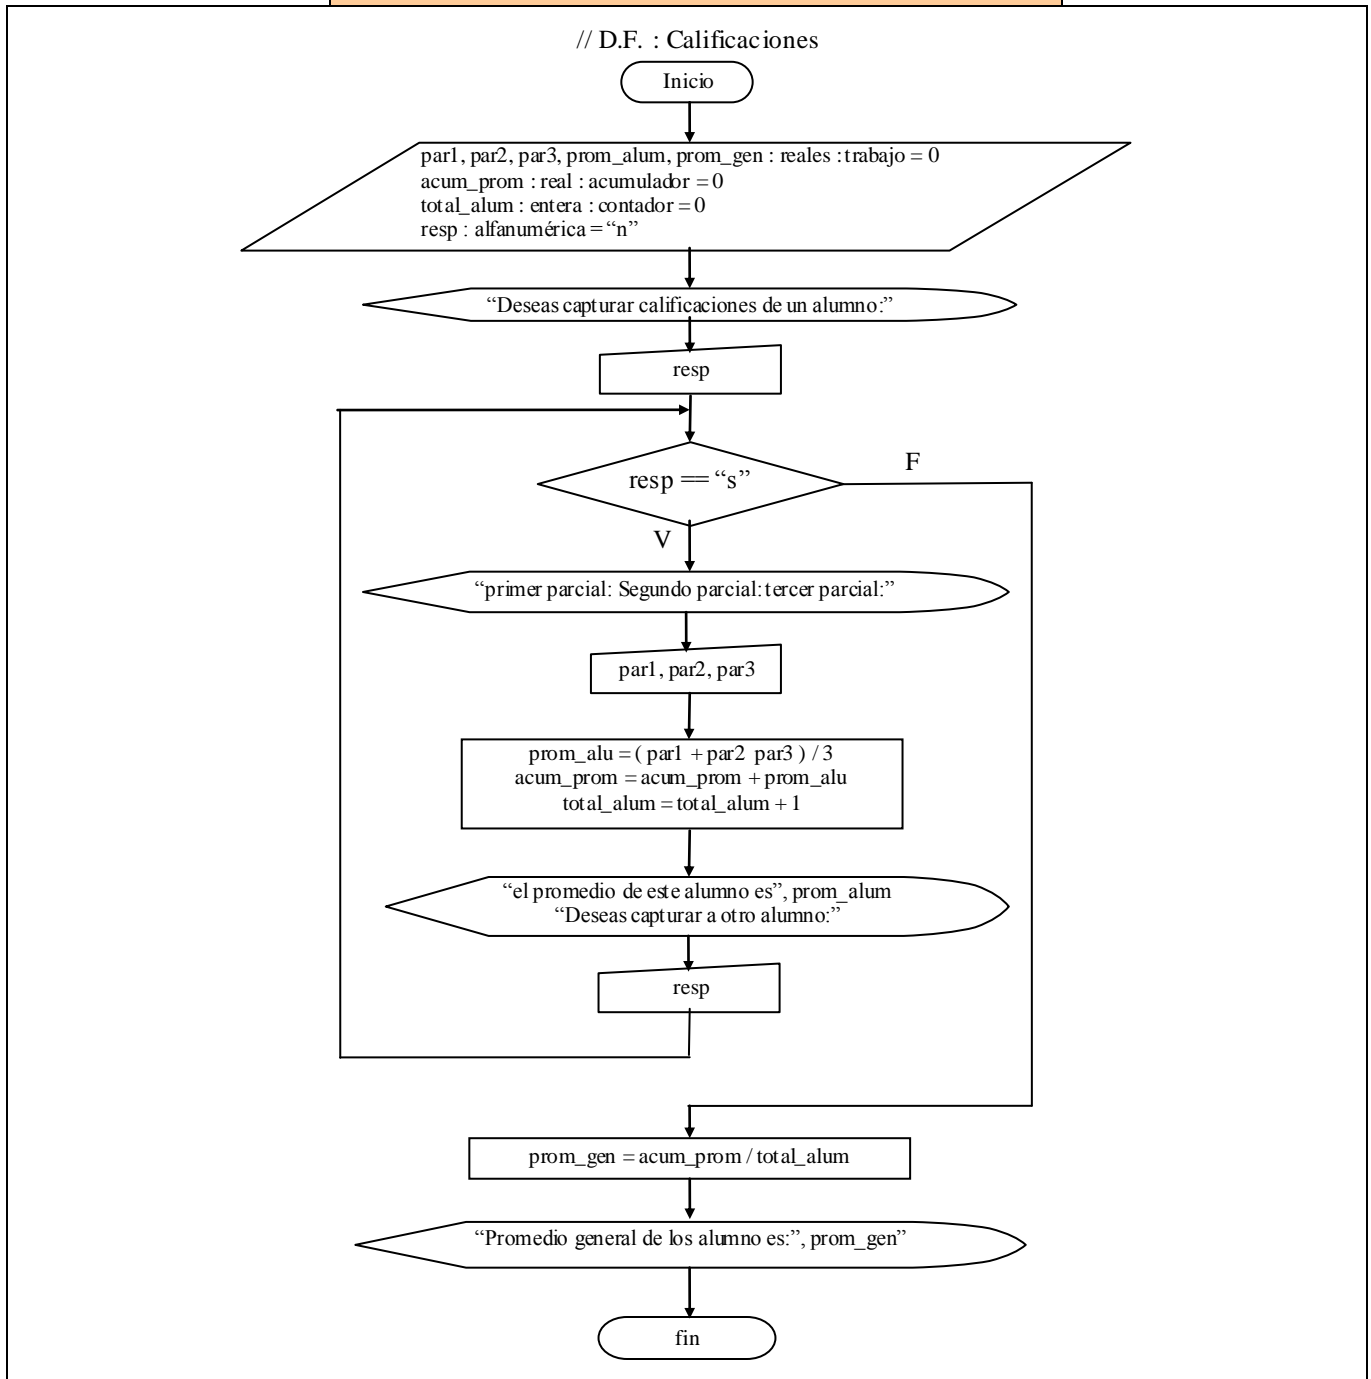 // D.F. : Calificaciones
Inicio
par1, par2, par3, prom_alum, prom_gen : reales : trabajo = 0
acum_prom : real : acumulador = 0
total_alum : entera : contador = 0
resp : alfanumérica = “n”
“Deseas capturar calificaciones de un alumno:”
resp
resp == “s”
F
V
“primer parcial: Segundo parcial: tercer parcial:”
par1, par2, par3
prom_alu = ( par1 + par2 par3 ) / 3
acum_prom = acum_prom + prom_alu
total_alum = total_alum + 1
“el promedio de este alumno es”, prom_alum
“Deseas capturar a otro alumno:”
resp
prom_gen = acum_prom / total_alum
“Promedio general de los alumno es:”, prom_gen”
fin